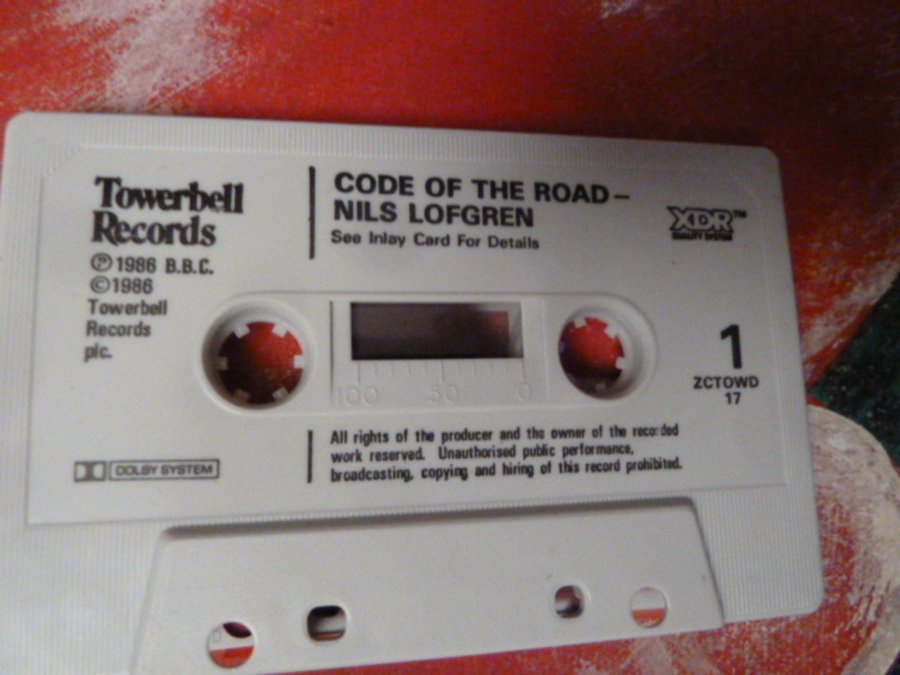 Towerbell
Records
℗ 1986 B.B.C.
© 1986
Towerbell
Records
plc.
CODE OF THE ROAD –
NILS LOFGREN
See Inlay Card For Details
XDR™
QUALITY SYSTEM
1
ZCTOWD
17
100 50 0
All rights of the producer and the owner of the recorded
work reserved. Unauthorised public performance,
broadcasting, copying and hiring of this record prohibited.
DOLBY SYSTEM